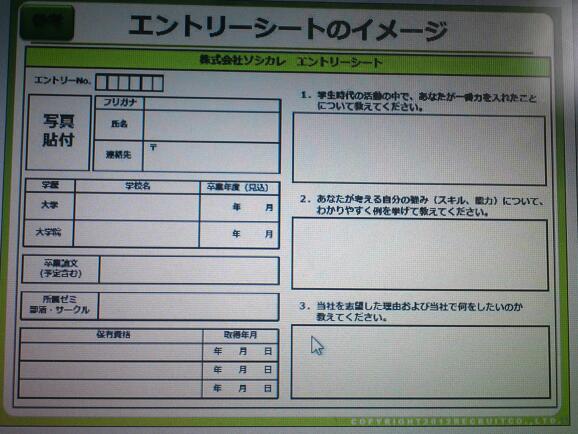 参考
エントリーシートのイメージ
株式会社ソシカレ エントリーシート
エントリーNo.
写真
貼付
フリガナ
氏名
連絡先
〒
学歴
学校名
卒業年度（見込）
大学
年 月
大学院
年 月
卒業論文
（予定含む）
所属ゼミ
部活・サークル
保有資格
取得年月
年 月 日
年 月 日
年 月 日
1．学生時代の活動の中で、あなたが一番力を入れたこと
について教えてください。
2．あなたが考える自分の強み（スキル、能力）について、
わかりやすく例を挙げて教えてください。
3．当社を志望した理由および当社で何をしたいのか
教えてください。
COPYRIGHT2012RECRUITCO.,LTD.